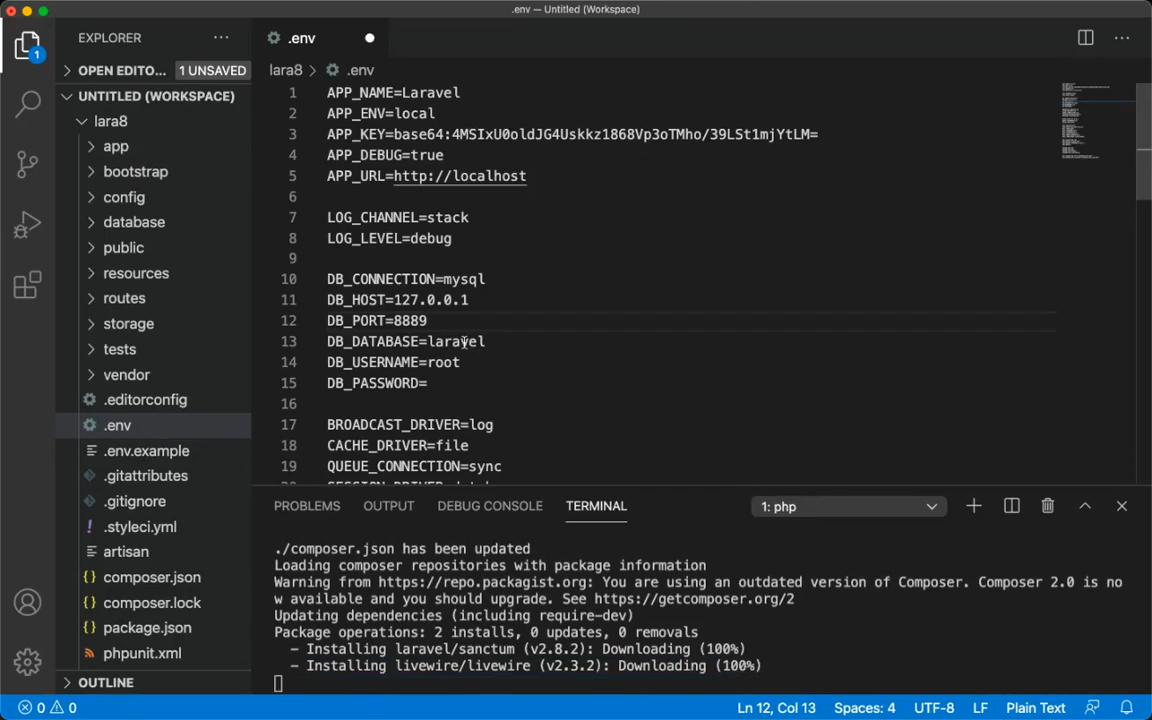 .env — Untitled (Workspace)
EXPLORER
OPEN EDITO... 1 UNSAVED
UNTITLED (WORKSPACE)
lara8
app
bootstrap
config
database
public
resources
routes
storage
tests
vendor
.editorconfig
.env
.env.example
.gitattributes
.gitignore
.styleci.yml
artisan
composer.json
composer.lock
package.json
phpunit.xml
OUTLINE
1
.env
lara8 > .env
1 APP_NAME=Laravel
2 APP_ENV=local
3 APP_KEY=base64:4MSIxU0oldJG4Uskkz1868Vp3oTMho/39LSt1mjYtLM=
4 APP_DEBUG=true
5 APP_URL=http://localhost
6
7 LOG_CHANNEL=stack
8 LOG_LEVEL=debug
9
10 DB_CONNECTION=mysql
11 DB_HOST=127.0.0.1
12 DB_PORT=8889
13 DB_DATABASE=laravel
14 DB_USERNAME=root
15 DB_PASSWORD=
16
17 BROADCAST_DRIVER=log
18 CACHE_DRIVER=file
19 QUEUE_CONNECTION=sync
PROBLEMS OUTPUT DEBUG CONSOLE TERMINAL 1: php
./composer.json has been updated
Loading composer repositories with package information
Warning from https://repo.packagist.org: You are using an outdated version of Composer. Composer 2.0 is no
w available and you should upgrade. See https://getcomposer.org/2
Updating dependencies (including require-dev)
Package operations: 2 installs, 0 updates, 0 removals
- Installing laravel/sanctum (v2.8.2): Downloading (100%)
- Installing livewire/livewire (v2.3.2): Downloading (100%)
0 0 Ln 12, Col 13 Spaces: 4 UTF-8 LF Plain Text